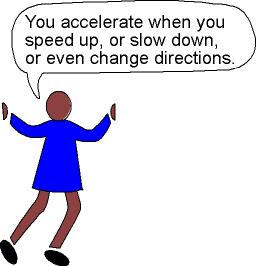 You accelerate when you
speed up, or slow down,
or even change directions.